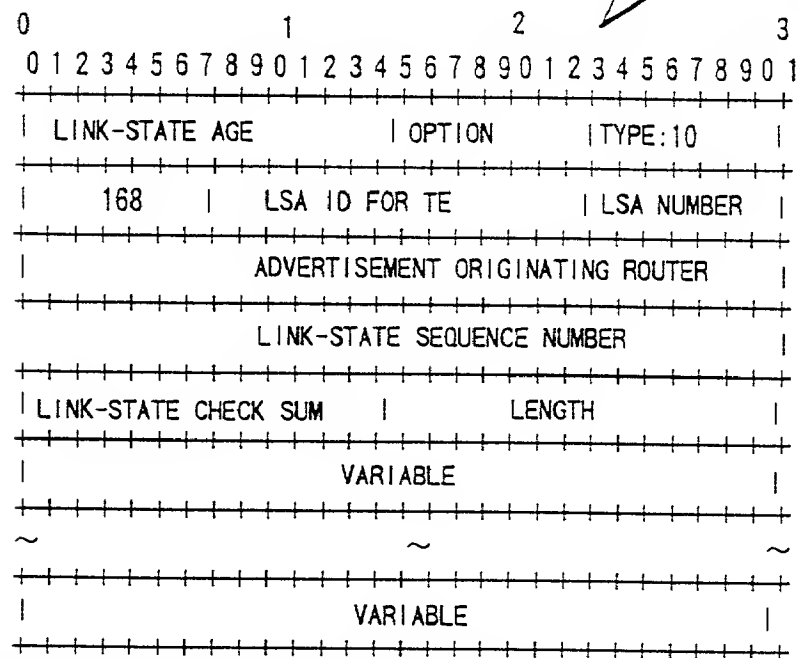 0 1 2 3
0 1 2 3 4 5 6 7 8 9 0 1 2 3 4 5 6 7 8 9 0 1 2 3 4 5 6 7 8 9 0 1
| LINK-STATE AGE | OPTION | TYPE:10 |
| 168 | LSA ID FOR TE | LSA NUMBER |
| ADVERTISEMENT ORIGINATING ROUTER |
| LINK-STATE SEQUENCE NUMBER |
| LINK-STATE CHECK SUM | LENGTH |
| VARIABLE |
~ ~ ~
| VARIABLE |